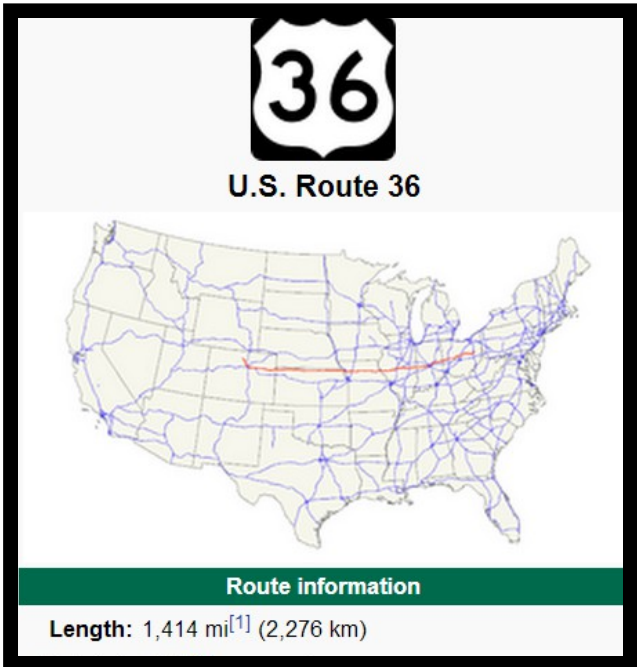 36
U.S. Route 36
Route information
Length: 1,414 mi[1] (2,276 km)